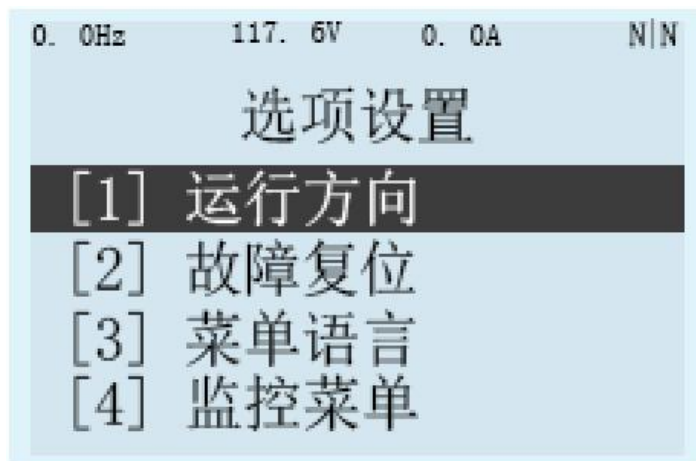 0. 0Hz 117. 6V 0. 0A N|N
选项设置
[1] 运行方向
[2] 故障复位
[3] 菜单语言
[4] 监控菜单